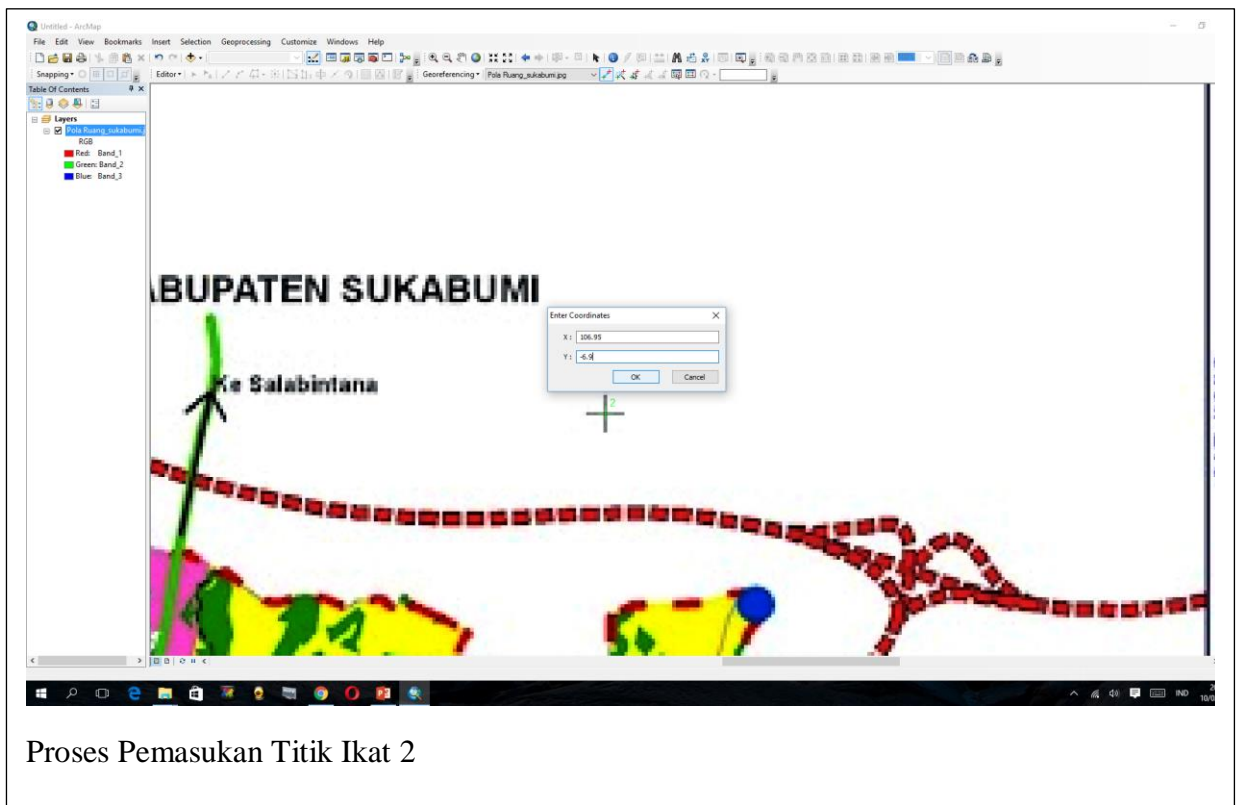 Untitled - ArcMap
File Edit View Bookmarks Insert Selection Geoprocessing Customize Windows Help
Snapping Editor Georeferencing Pola Ruang_sukabumi.jpg
Table Of Contents
Layers
Pola Ruang_sukabumi.j
RGB
Red: Band_1
Green: Band_2
Blue: Band_3
ABUPATEN SUKABUMI
Enter Coordinates
X : 106.95
Y : -6.9
OK Cancel
Ke Salabintana
2
IND
Proses Pemasukan Titik Ikat 2